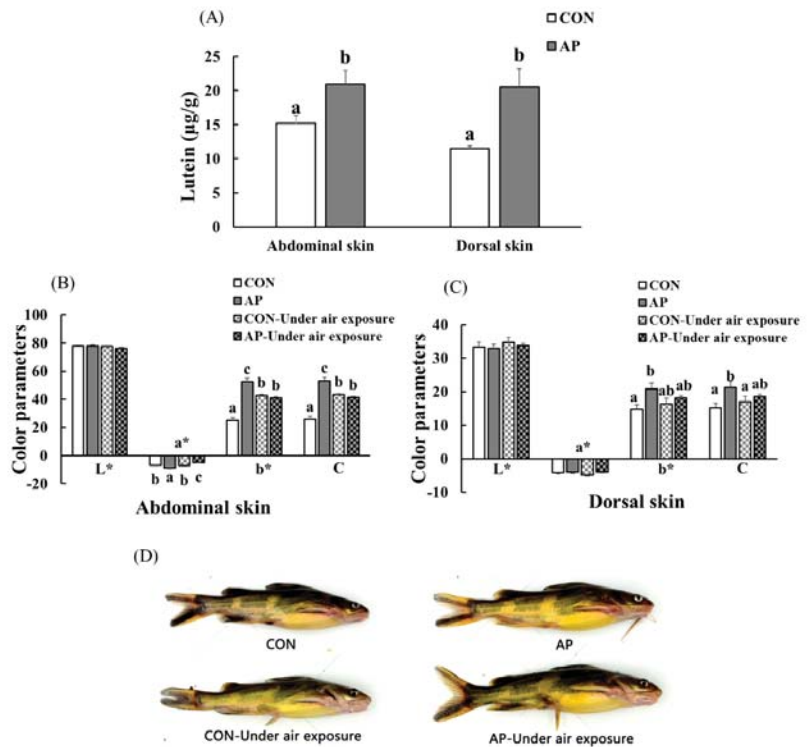 (A)
CON
AP
Lutein (μg/g)
25
20
15
10
5
0
a
b
a
b
Abdominal skin
Dorsal skin
(B)
CON
AP
CON-Under air exposure
AP-Under air exposure
Color parameters
100
80
60
40
20
0
-20
L*
a*
b a b c
a c b b
b*
a c b b
C
Abdominal skin
(C)
CON
AP
CON-Under air exposure
AP-Under air exposure
Color parameters
40
30
20
10
0
-10
L*
a*
a b ab ab
b*
a b a ab
C
Dorsal skin
(D)
CON
AP
CON-Under air exposure
AP-Under air exposure